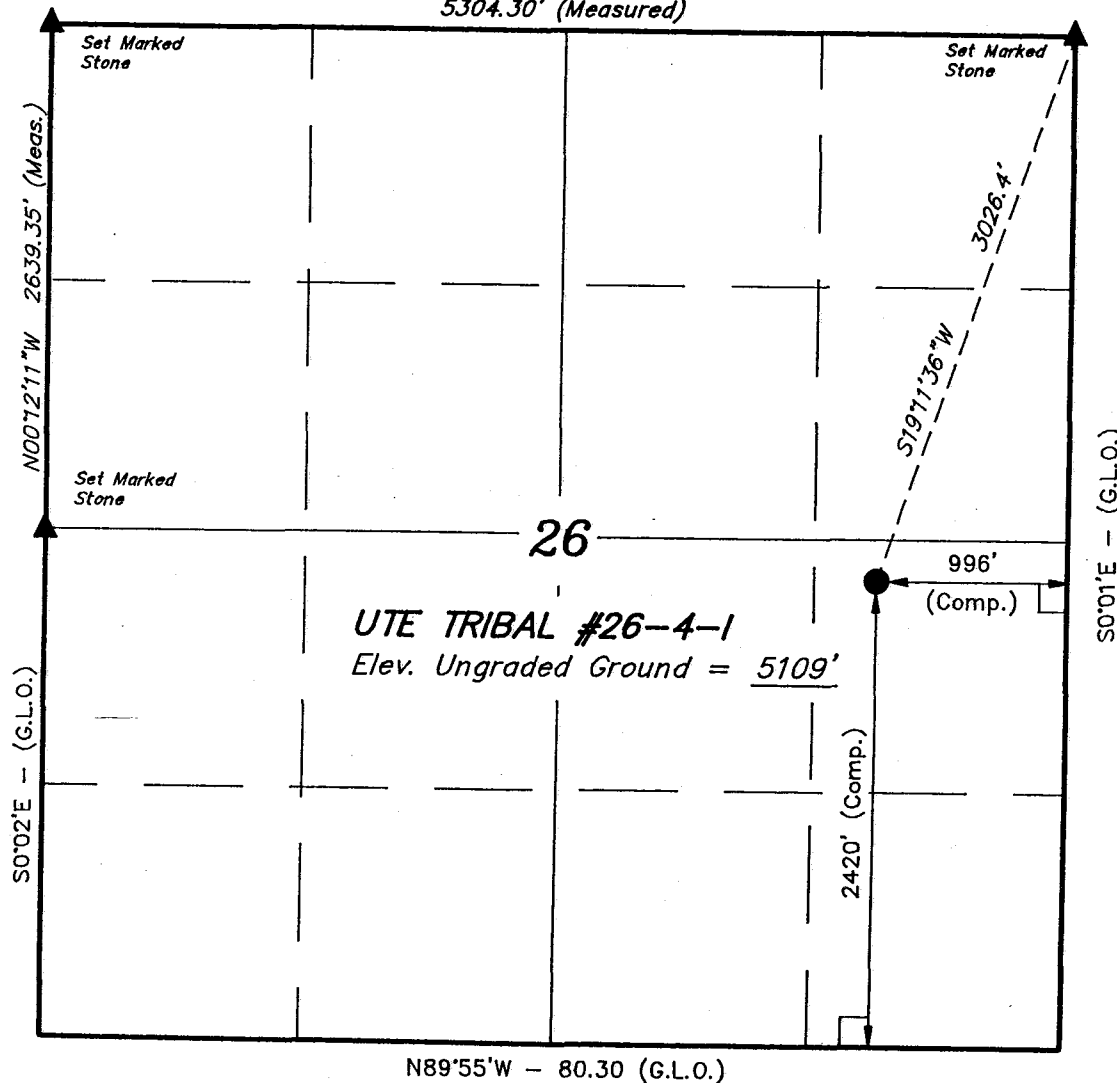 5304.30' (Measured)
Set Marked
Stone
Set Marked
Stone
N00°12'11"W 2639.35' (Meas.)
3026.4'
S19°11'36"W
Set Marked
Stone
26
996'
(Comp.)
S0°01'E - (G.L.O.)
UTE TRIBAL #26-4-I
Elev. Ungraded Ground = 5109'
S0°02'E - (G.L.O.)
2420' (Comp.)
N89°55'W - 80.30 (G.L.O.)